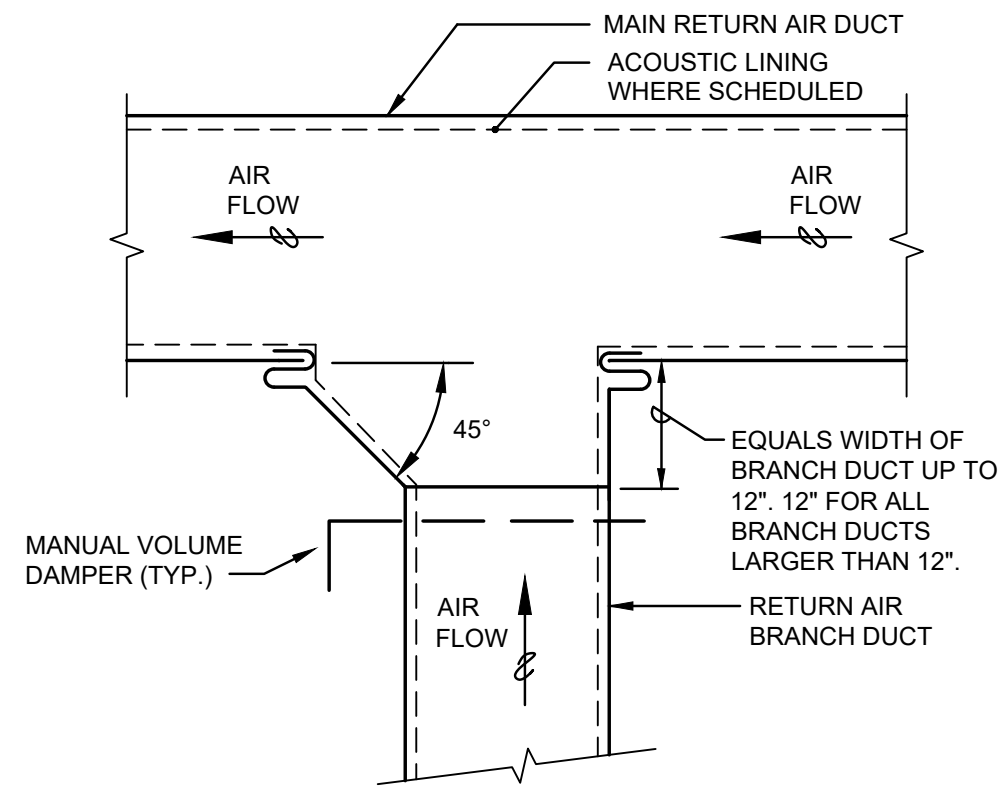 MAIN RETURN AIR DUCT
ACOUSTIC LINING
WHERE SCHEDULED
AIR
FLOW
AIR
FLOW
45°
EQUALS WIDTH OF
BRANCH DUCT UP TO
12". 12" FOR ALL
BRANCH DUCTS
LARGER THAN 12".
MANUAL VOLUME
DAMPER (TYP.)
AIR
FLOW
RETURN AIR
BRANCH DUCT